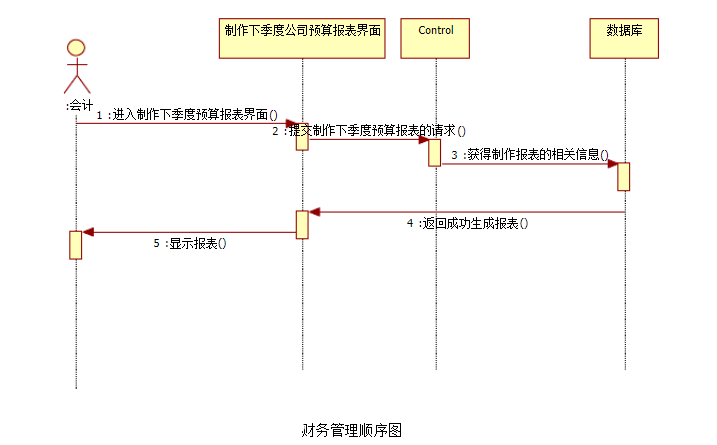 制作下季度公司预算报表界面
Control
数据库
:会计
1 :进入制作下季度预算报表界面()
2 :提交制作下季度预算报表的请求()
3 :获得制作报表的相关信息()
4 :返回成功生成报表()
5 :显示报表()
财务管理顺序图